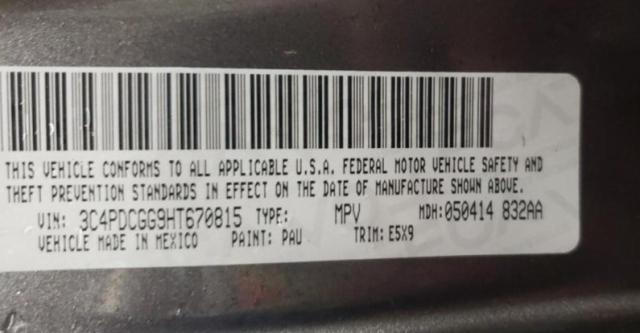 THIS VEHICLE CONFORMS TO ALL APPLICABLE U.S.A. FEDERAL MOTOR VEHICLE SAFETY AND
THEFT PREVENTION STANDARDS IN EFFECT ON THE DATE OF MANUFACTURE SHOWN ABOVE.
VIN: 3C4PDCGG9HT670815 TYPE: MPV MDH:050414 832AA
VEHICLE MADE IN MEXICO PAINT: PAU TRIM: E5X9